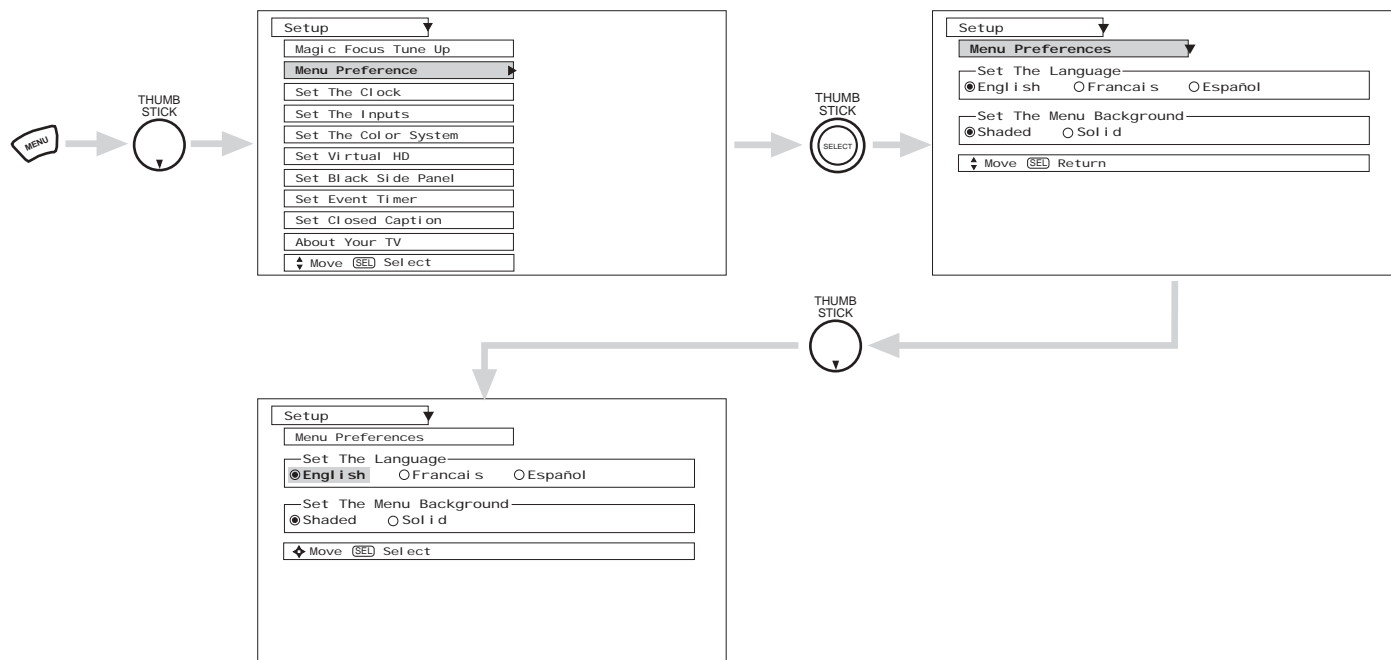 MENU
THUMB
STICK
Setup
Magic Focus Tune Up
Menu Preference
Set The Clock
Set The Inputs
Set The Color System
Set Virtual HD
Set Black Side Panel
Set Event Timer
Set Closed Caption
About Your TV
Move SEL Select
THUMB
STICK
SELECT
Setup
Menu Preferences
Set The Language
English Francais Español
Set The Menu Background
Shaded Solid
Move SEL Return
THUMB
STICK
Setup
Menu Preferences
Set The Language
English Francais Español
Set The Menu Background
Shaded Solid
Move SEL Select